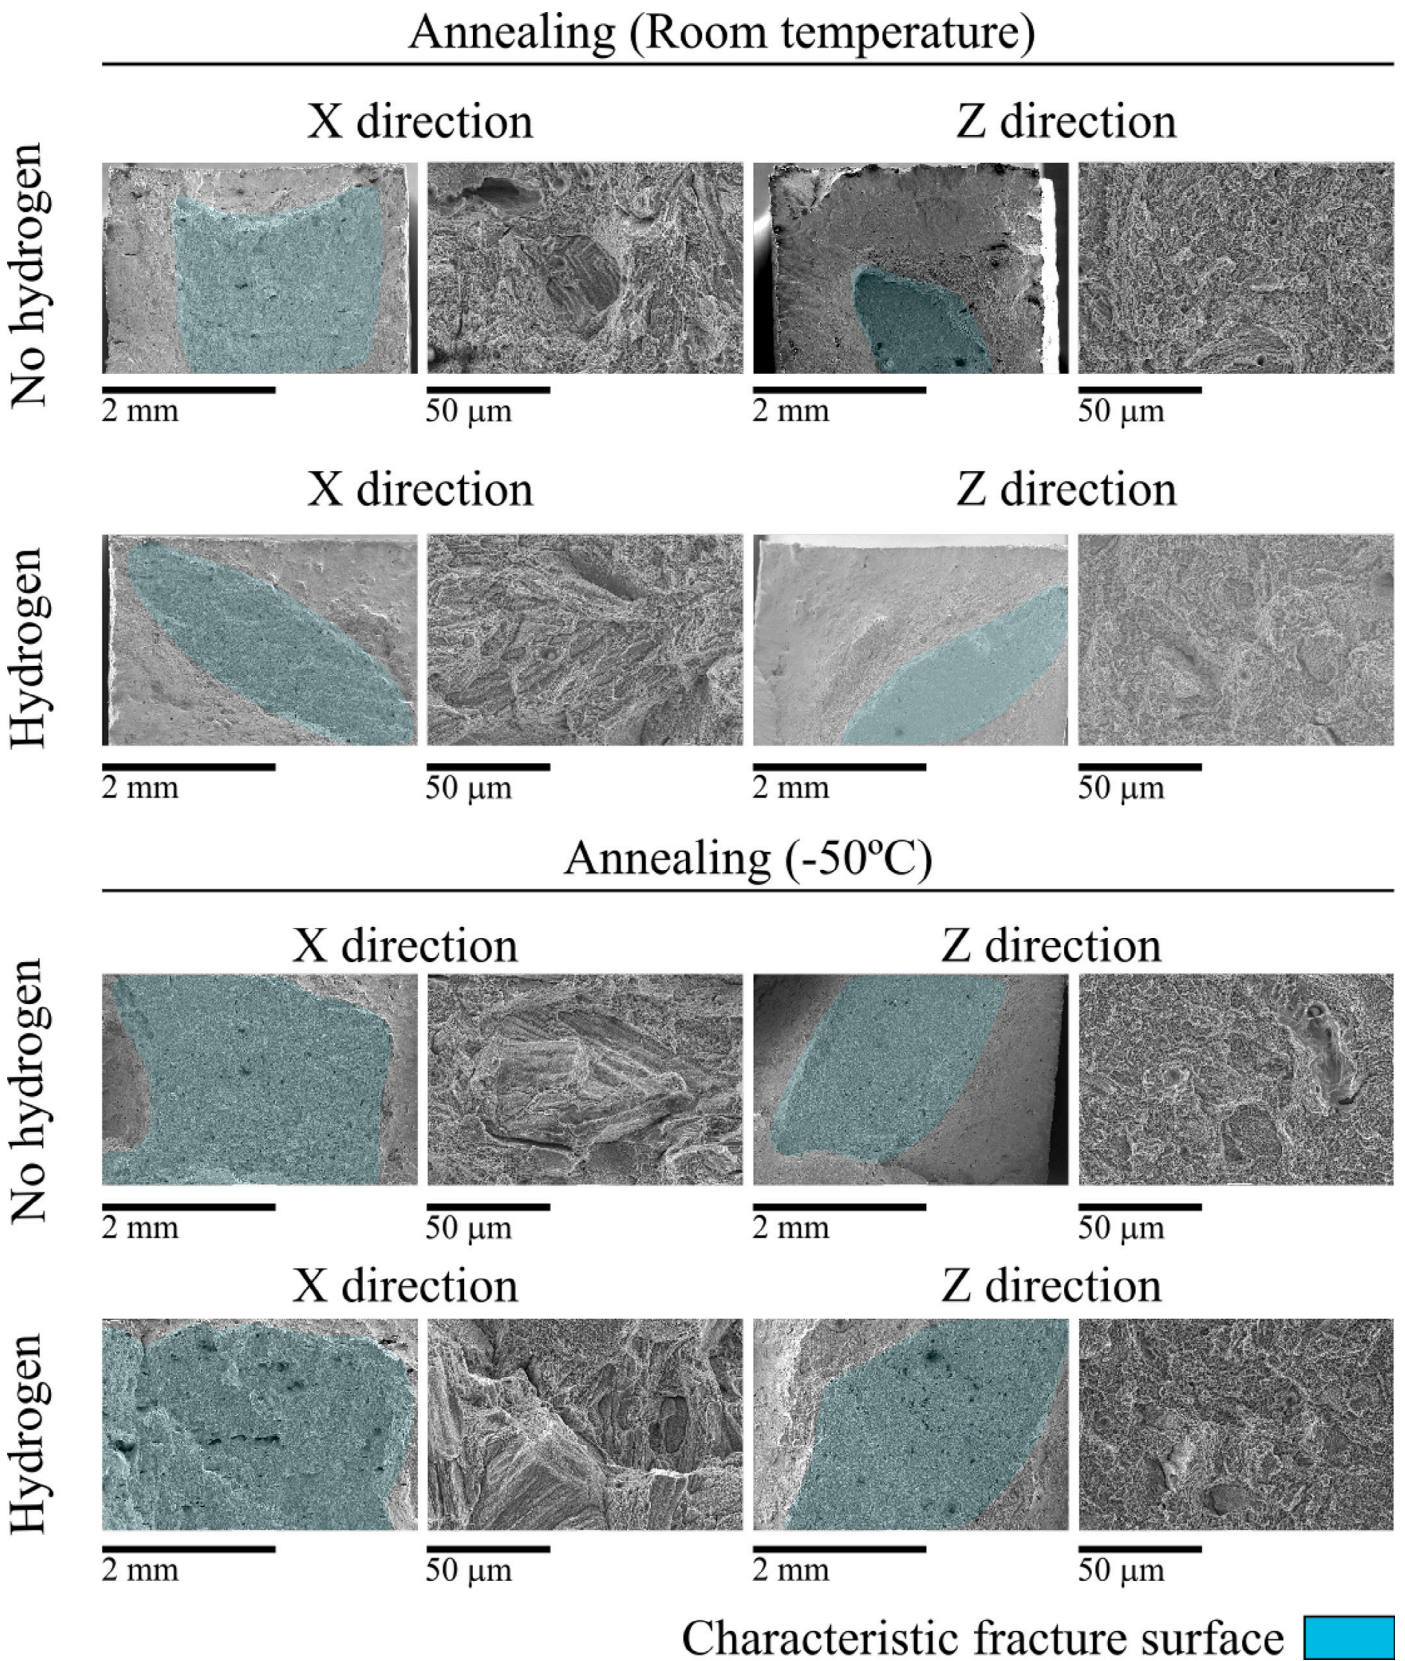 Annealing (Room temperature)
X direction
Z direction
No hydrogen
2 mm
50 μm
2 mm
50 μm
X direction
Z direction
Hydrogen
2 mm
50 μm
2 mm
50 μm
Annealing (-50ºC)
X direction
Z direction
No hydrogen
2 mm
50 μm
2 mm
50 μm
X direction
Z direction
Hydrogen
2 mm
50 μm
2 mm
50 μm
Characteristic fracture surface